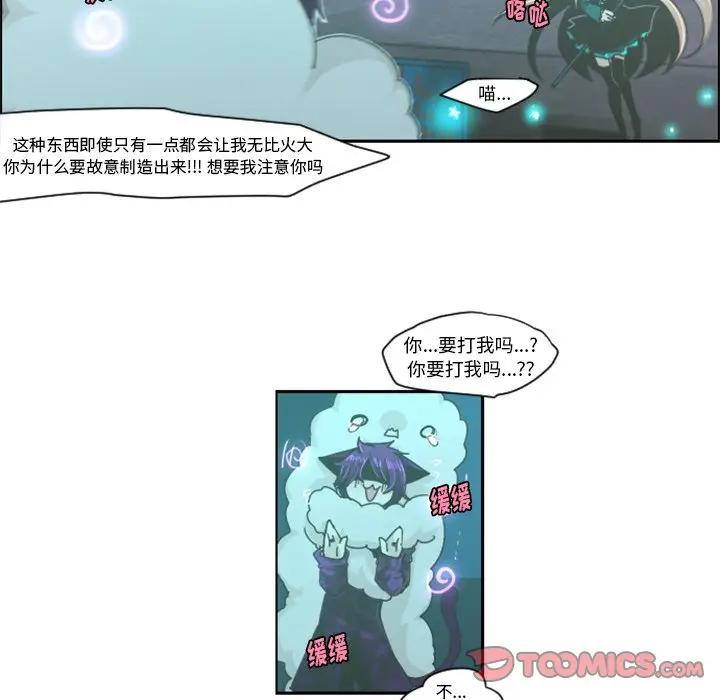 咯哒
喵...
这种东西即使只有一点都会让我无比火大
你为什么要故意制造出来!!! 想要我注意你吗
你...要打我吗...?
你要打我吗...??
缓缓
缓缓
不...
TOOMICS.COM